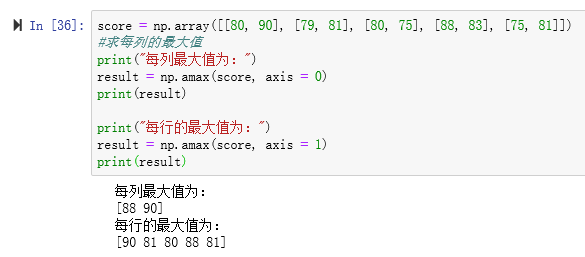 In [36]: score = np.array([[80, 90], [79, 81], [80, 75], [88, 83], [75, 81]])
#求每列的最大值
print("每列最大值为：")
result = np.amax(score, axis = 0)
print(result)
print("每行的最大值为：")
result = np.amax(score, axis = 1)
print(result)
每列最大值为：
[88 90]
每行的最大值为：
[90 81 80 88 81]